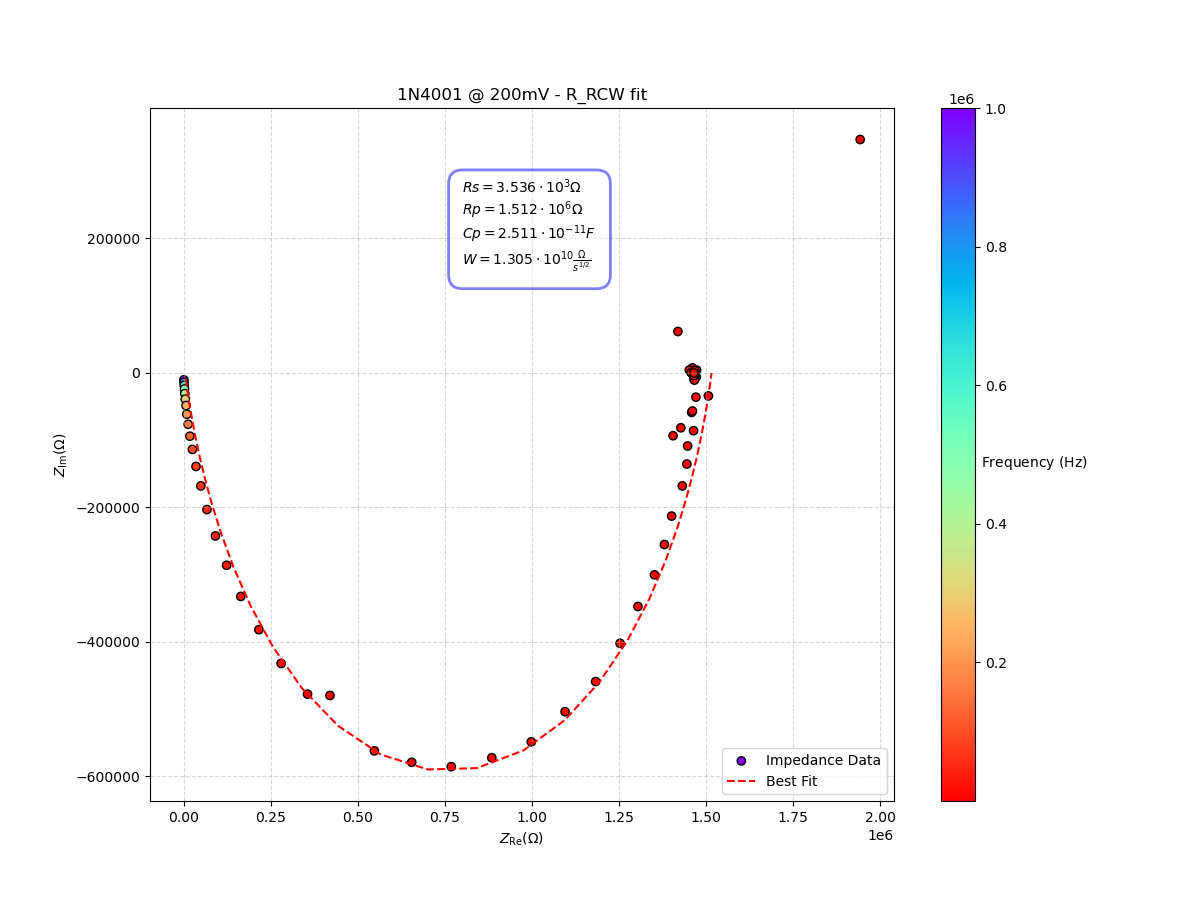 1N4001 @ 200mV - R_RCW fit
1e6
1.0
0.8
0.6
0.4
0.2
Frequency (Hz)
Rs = 3.536 · 10³Ω
Rp = 1.512 · 10⁶Ω
Cp = 2.511 · 10⁻¹¹F
W = 1.305 · 10¹⁰ Ω/s^{1/2}
200000
0
−200000
−400000
−600000
Z_Im(Ω)
Impedance Data
Best Fit
0.00 0.25 0.50 0.75 1.00 1.25 1.50 1.75 2.00
1e6
Z_Re(Ω)